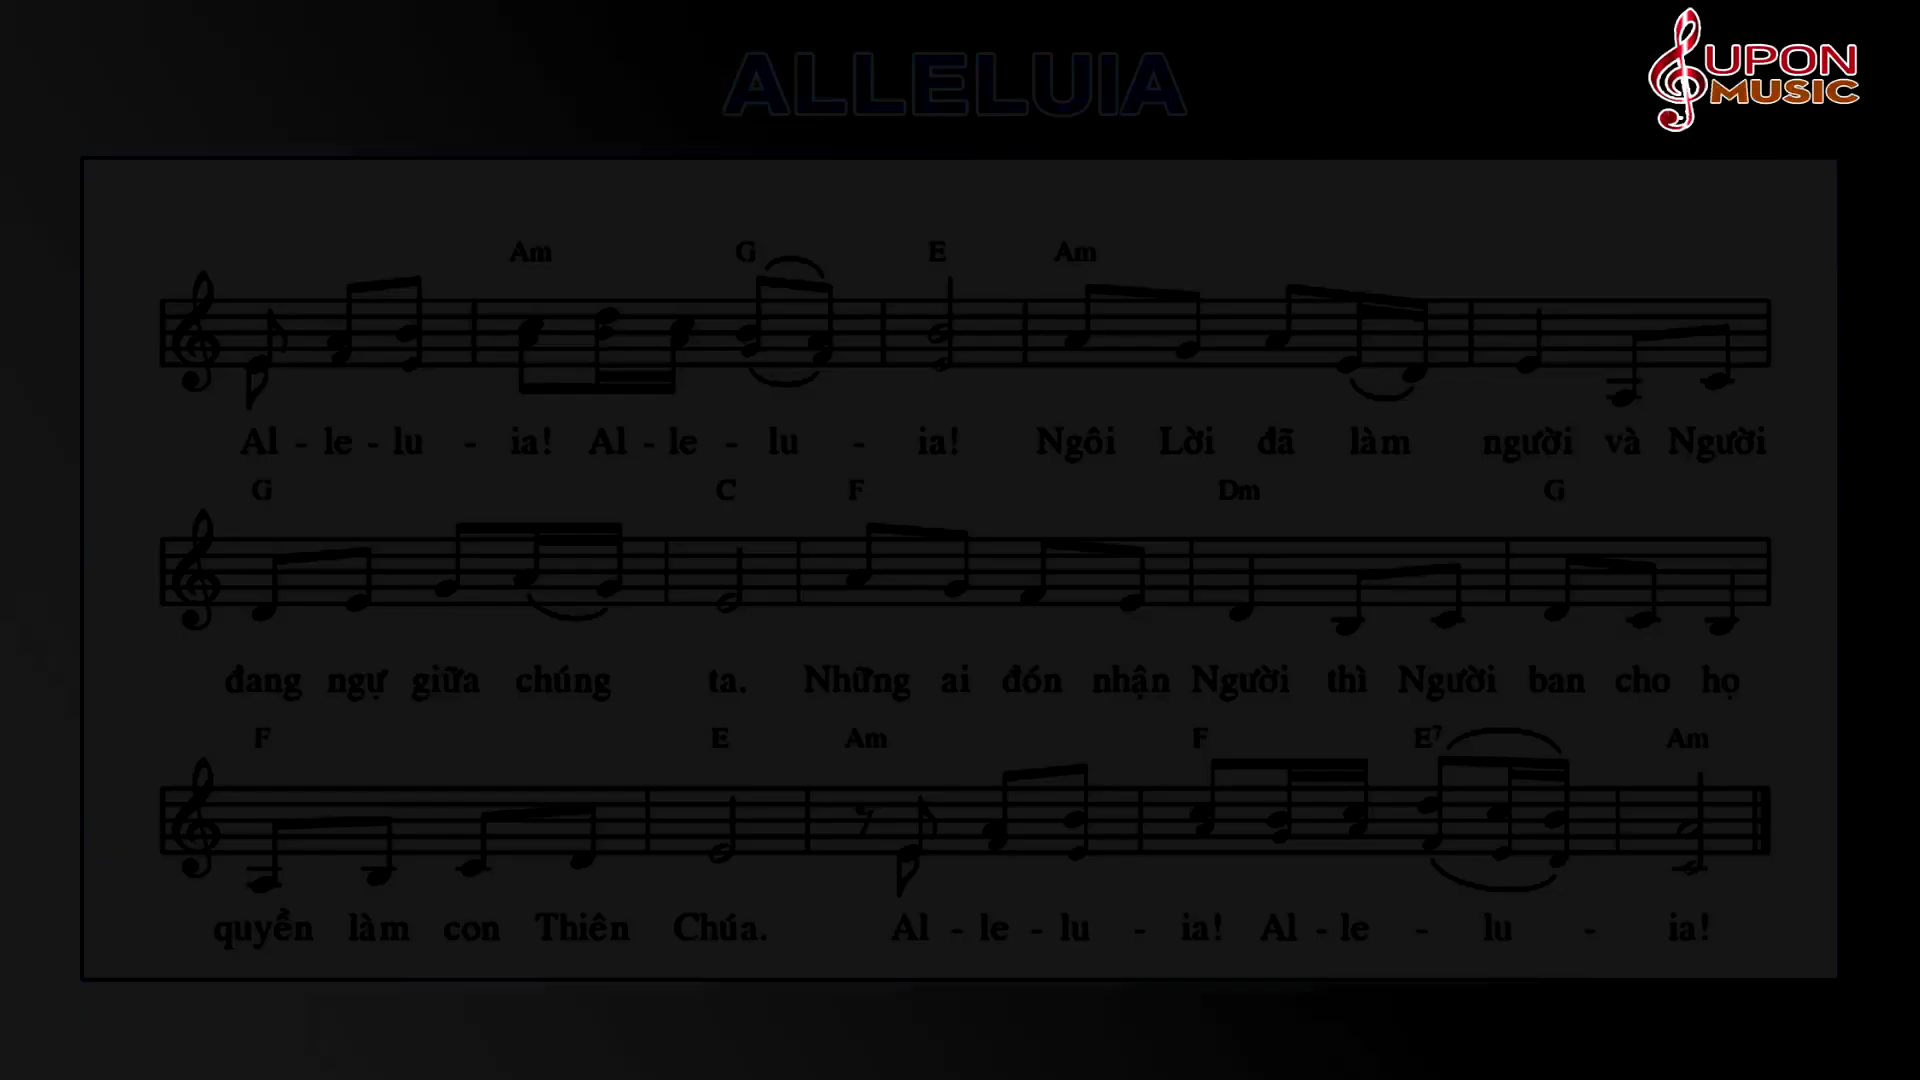 ALLELUIA
UPON
MUSIC
Am G E Am
Al - le - lu - ia! Al - le - lu - ia! Ngôi Lời đã làm người và Người
G C F Dm G
đang ngự giữa chúng ta. Những ai đón nhận Người thì Người ban cho họ
F E Am F E7 Am
quyền làm con Thiên Chúa. Al - le - lu - ia! Al - le - lu - ia!